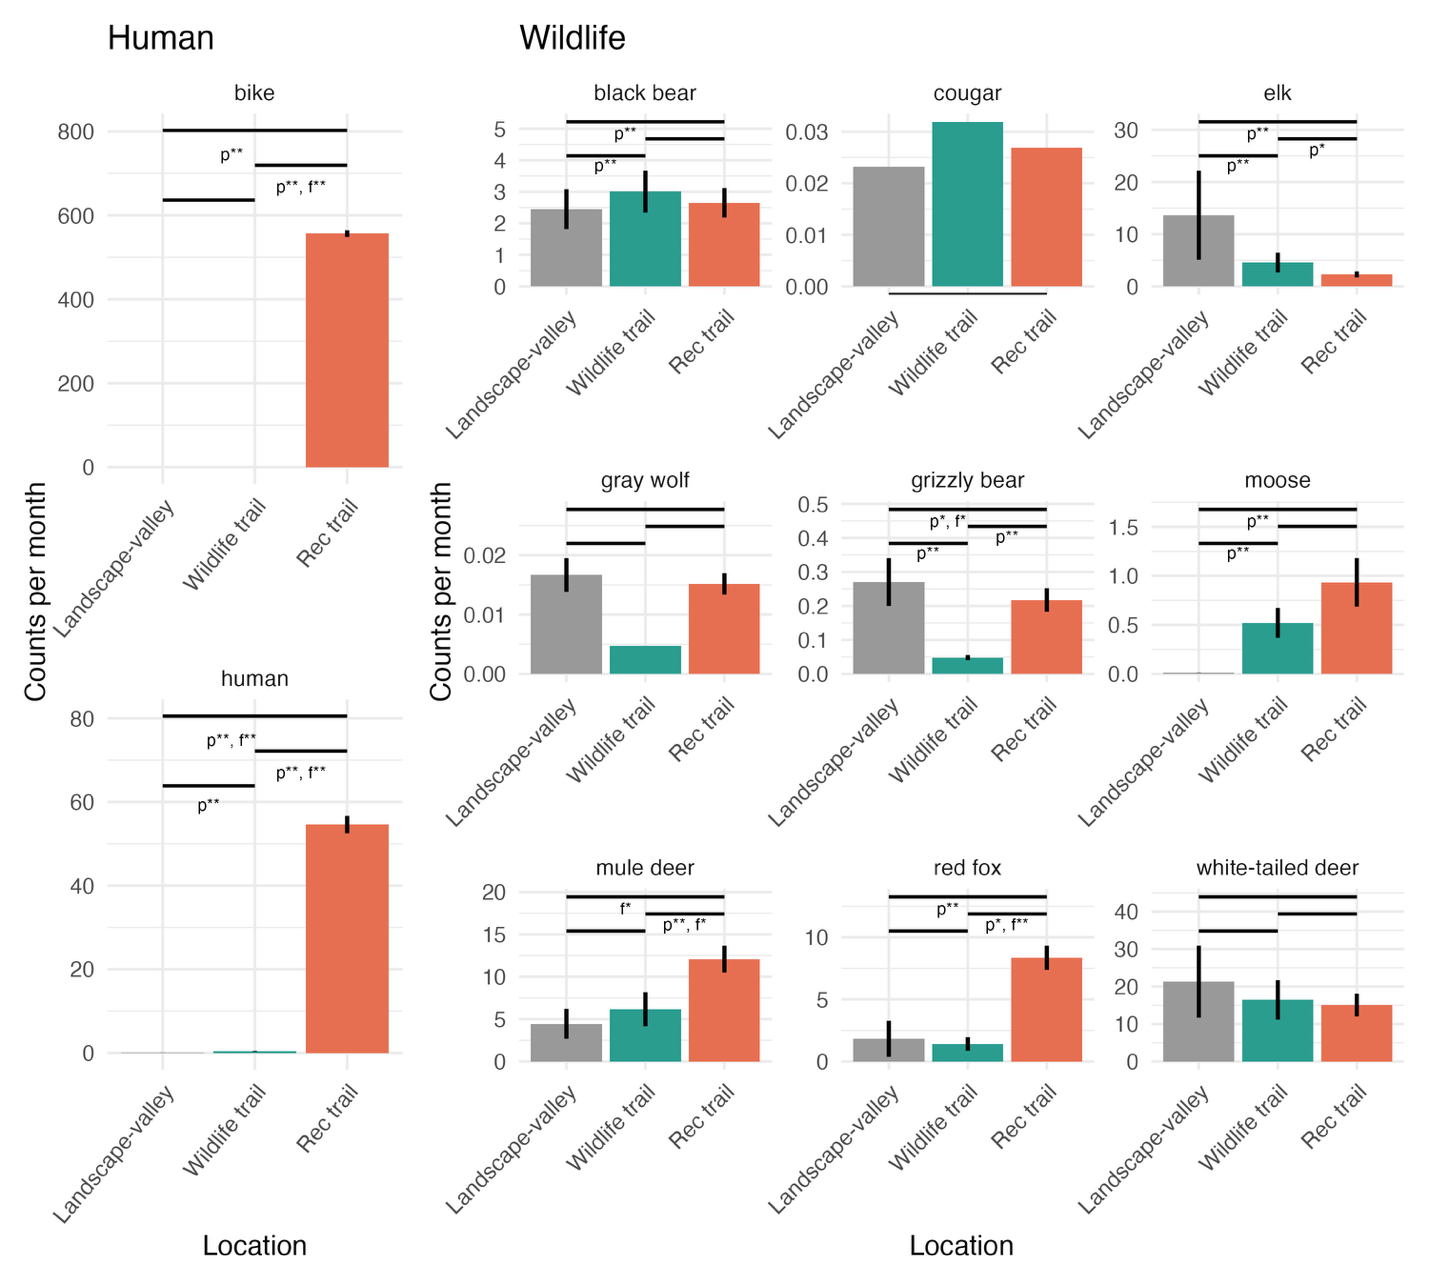 Human
Wildlife
bike
800
600
400
200
0
p**
p**, f**
Landscape-valley
Wildlife trail
Rec trail
human
80
60
40
20
0
p**, f**
p**, f**
p**
Landscape-valley
Wildlife trail
Rec trail
Counts per month
Location
black bear
5
4
3
2
1
0
p**
p**
Landscape-valley
Wildlife trail
Rec trail
cougar
0.03
0.02
0.01
0.00
Landscape-valley
Wildlife trail
Rec trail
elk
30
20
10
0
p**
p*
p**
Landscape-valley
Wildlife trail
Rec trail
gray wolf
0.02
0.01
0.00
Landscape-valley
Wildlife trail
Rec trail
grizzly bear
0.5
0.4
0.3
0.2
0.1
0.0
p*, f*
p**
p**
Landscape-valley
Wildlife trail
Rec trail
moose
1.5
1.0
0.5
0.0
p**
p**
Landscape-valley
Wildlife trail
Rec trail
mule deer
20
15
10
5
0
f*
p**, f*
Landscape-valley
Wildlife trail
Rec trail
red fox
10
5
0
p**
p*, f**
Landscape-valley
Wildlife trail
Rec trail
white-tailed deer
40
30
20
10
0
Landscape-valley
Wildlife trail
Rec trail
Counts per month
Location